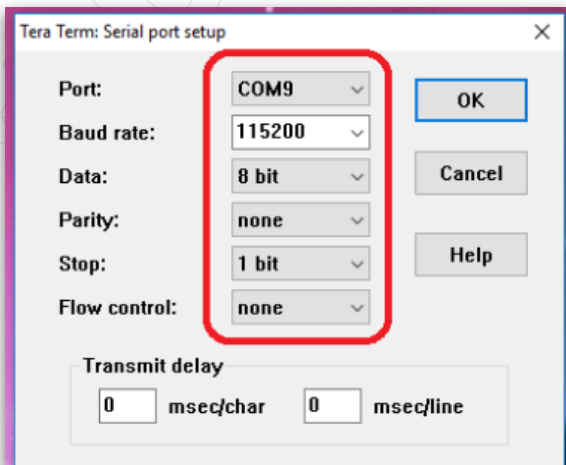 Tera Term: Serial port setup
Port: COM9 OK
Baud rate: 115200
Data: 8 bit Cancel
Parity: none
Stop: 1 bit Help
Flow control: none
Transmit delay
0 msec/char 0 msec/line